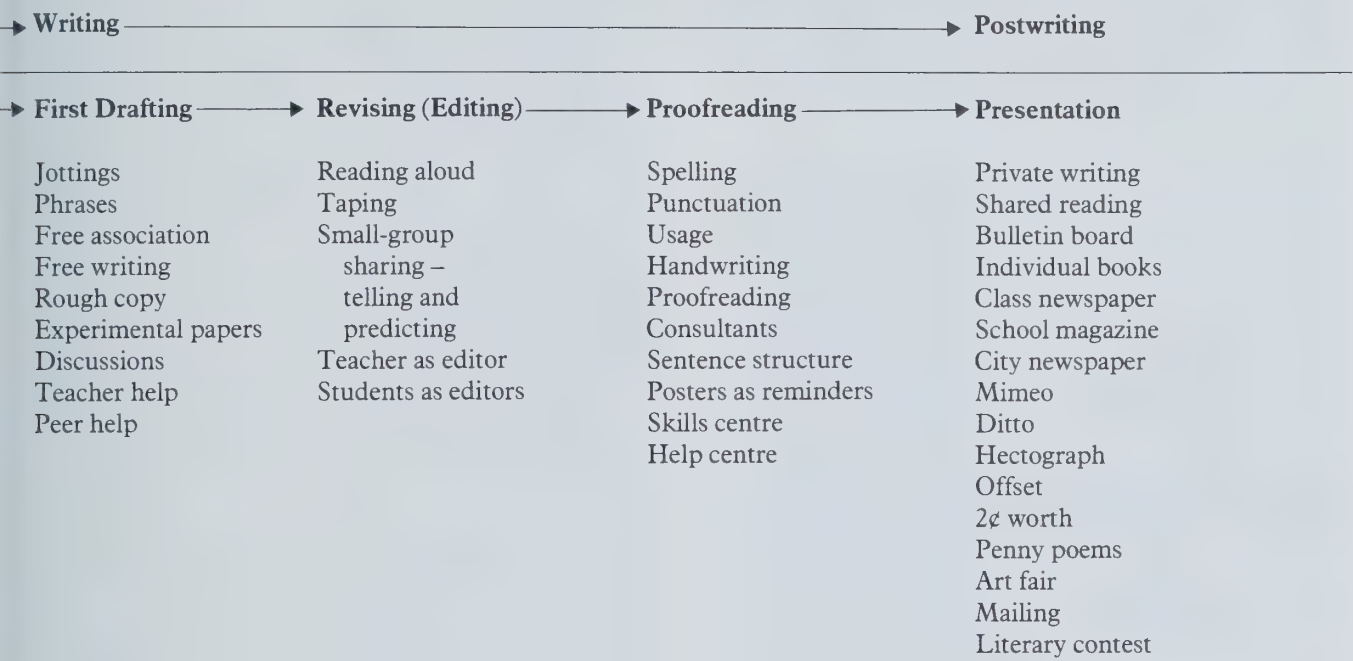 Writing
Postwriting
First Drafting
Revising (Editing)
Proofreading
Presentation
Jottings
Phrases
Free association
Free writing
Rough copy
Experimental papers
Discussions
Teacher help
Peer help
Reading aloud
Taping
Small-group
sharing –
telling and
predicting
Teacher as editor
Students as editors
Spelling
Punctuation
Usage
Handwriting
Proofreading
Consultants
Sentence structure
Posters as reminders
Skills centre
Help centre
Private writing
Shared reading
Bulletin board
Individual books
Class newspaper
School magazine
City newspaper
Mimeo
Ditto
Hectograph
Offset
2¢ worth
Penny poems
Art fair
Mailing
Literary contest